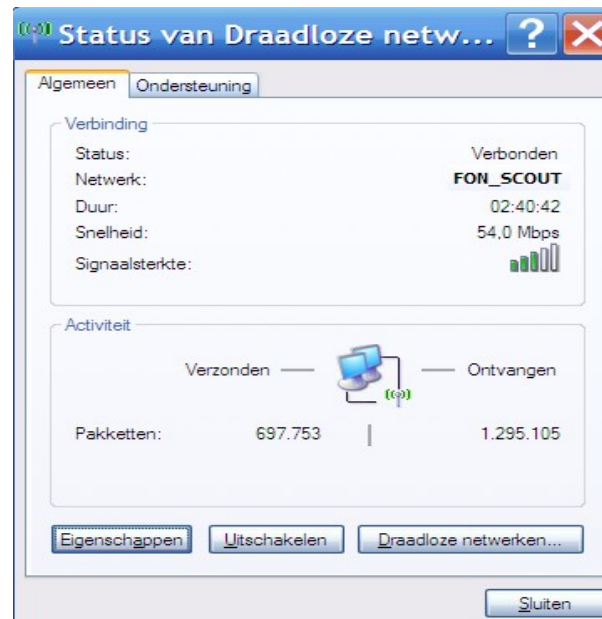 Status van Draadloze netw...
Algemeen Ondersteuning
Verbinding
Status: Verbonden
Netwerk: FON_SCOUT
Duur: 02:40:42
Snelheid: 54,0 Mbps
Signaalsterkte:
Activiteit
Verzonden Ontvangen
Pakketten: 697.753 1.295.105
Eigenschappen Uitschakelen Draadloze netwerken...
Sluiten